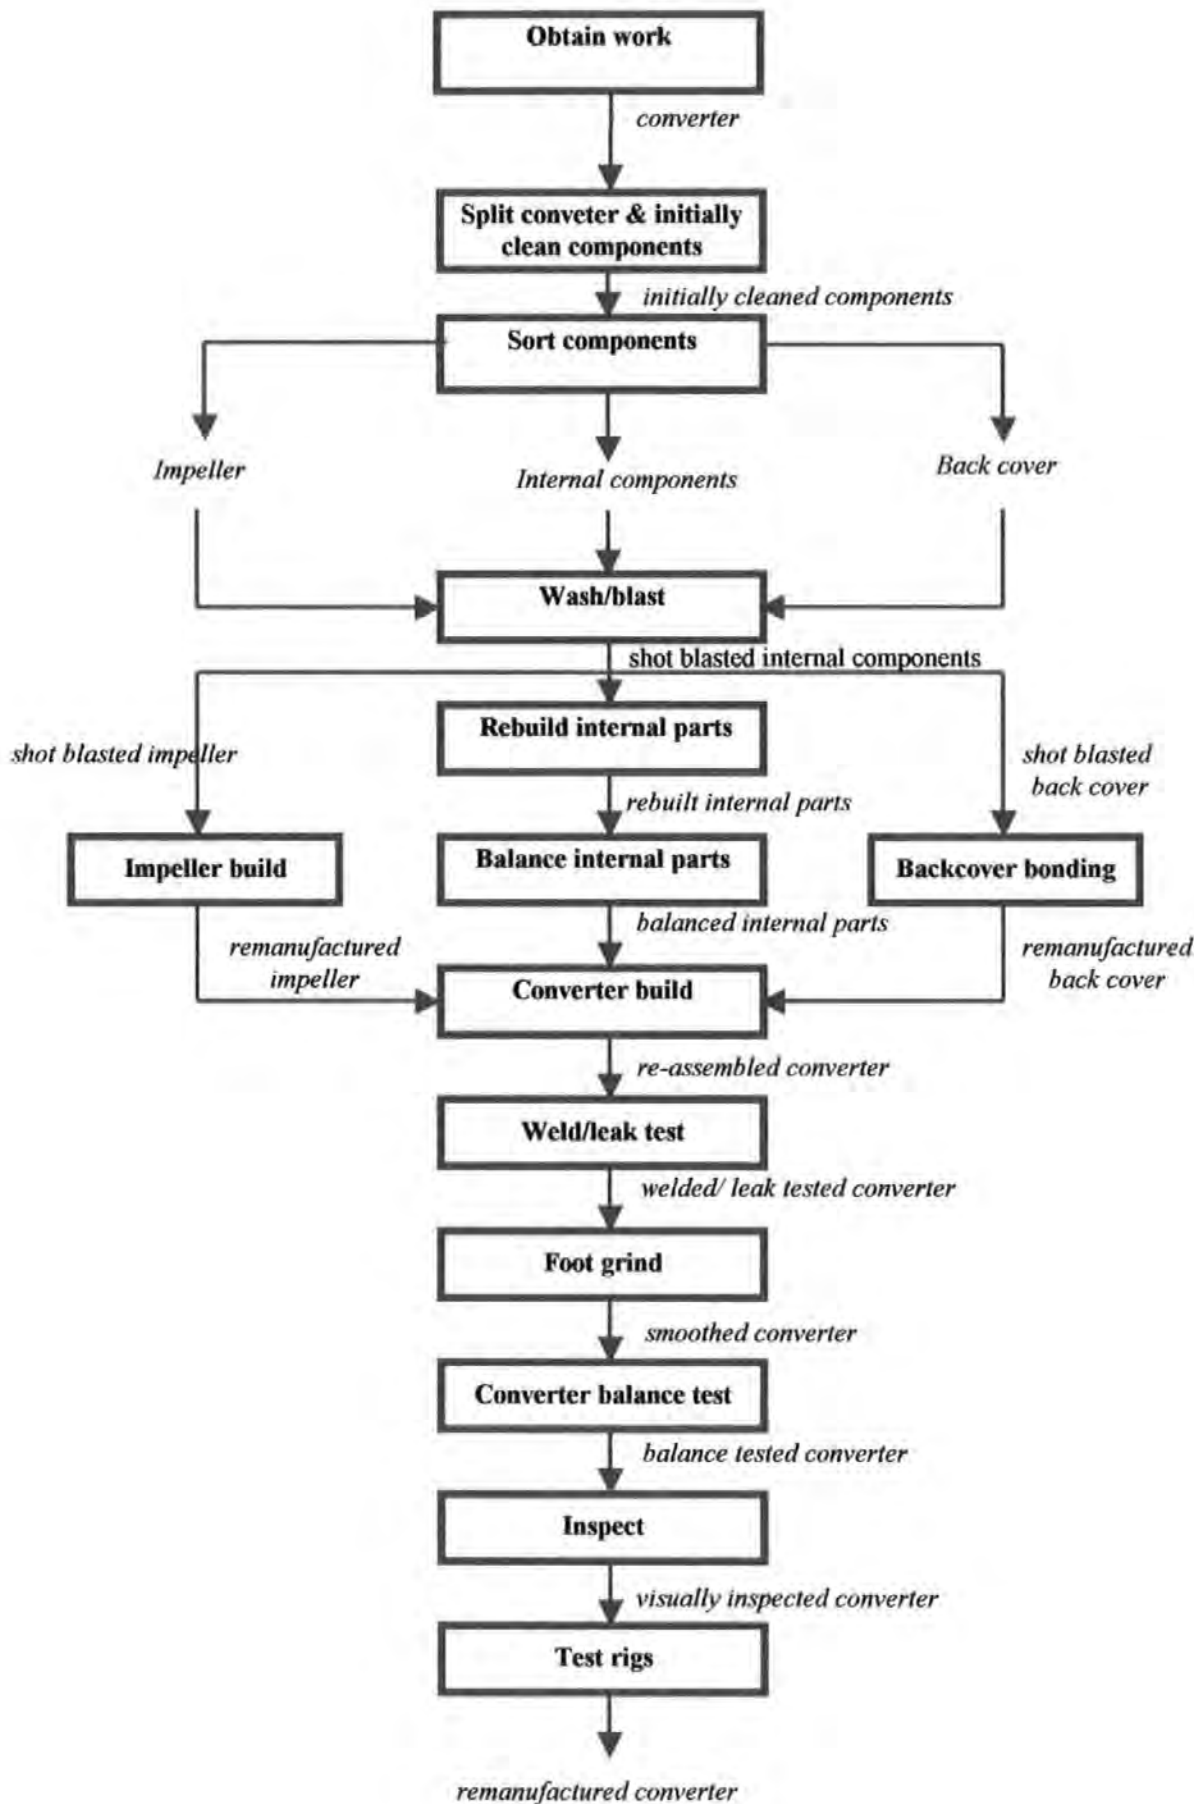 Obtain work
converter
Split conveter & initially
clean components
initially cleaned components
Sort components
Impeller
Internal components
Back cover
Wash/blast
shot blasted internal components
Rebuild internal parts
shot blasted impeller
shot blasted
back cover
rebuilt internal parts
Impeller build
Balance internal parts
Backcover bonding
balanced internal parts
remanufactured
impeller
remanufactured
back cover
Converter build
re-assembled converter
Weld/leak test
welded/ leak tested converter
Foot grind
smoothed converter
Converter balance test
balance tested converter
Inspect
visually inspected converter
Test rigs
remanufactured converter